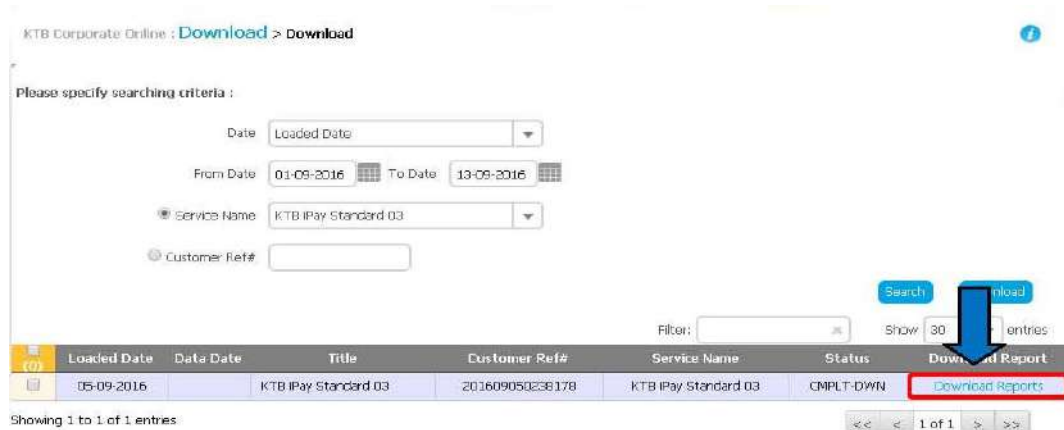 KTB Corporate Online : Download > Download
Please specify searching criteria :
Date Loaded Date
From Date 01-09-2016 To Date 13-09-2016
Service Name KTB iPay Standard 03
Customer Ref#
Search
Filter: Show 30 entries
(0) Loaded Date Data Date Title Customer Ref# Service Name Status Report
05-09-2016 KTB iPay Standard 03 201609050238178 KTB iPay Standard 03 CMPLT-DWN Download Reports
Showing 1 to 1 of 1 entries << < 1 of 1 > >>